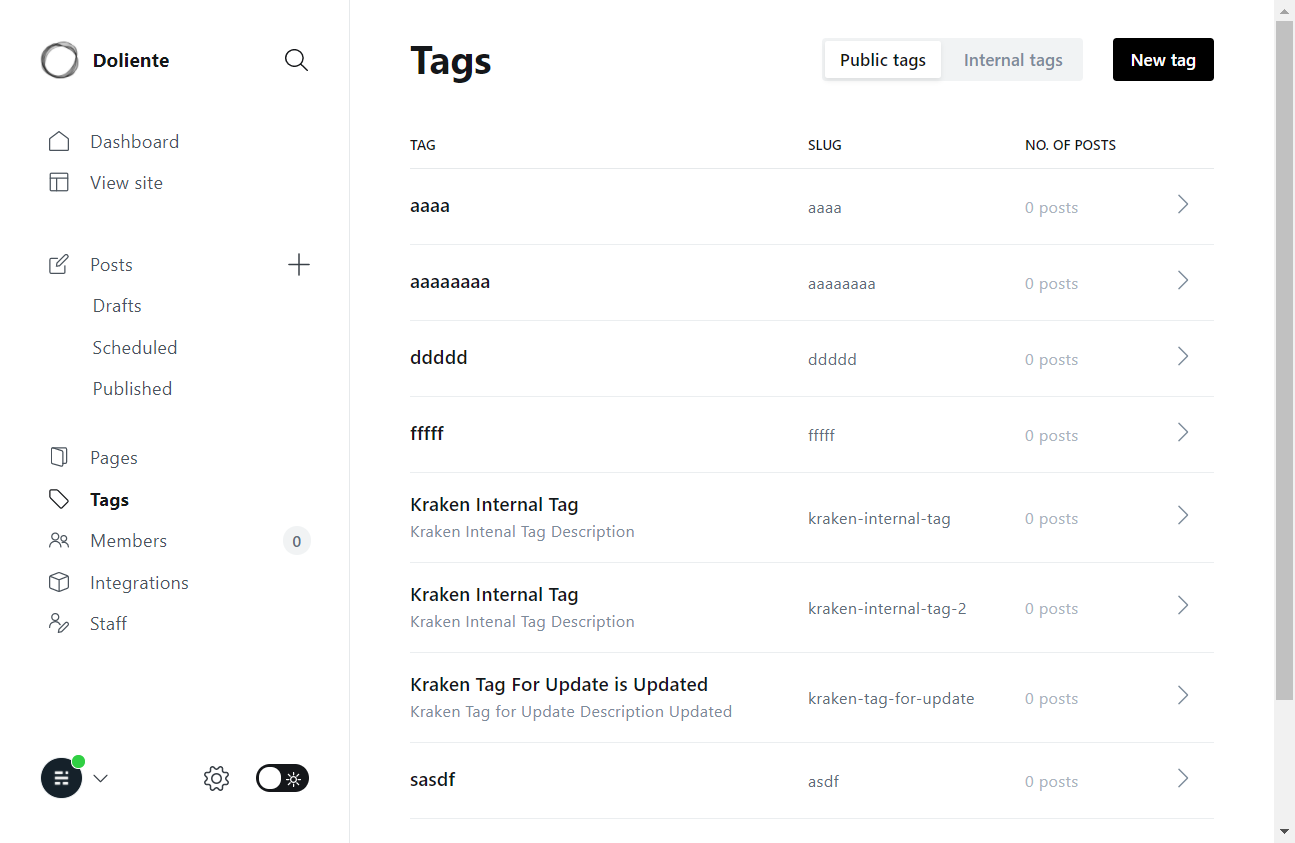 Doliente
Dashboard
View site
Posts
Drafts
Scheduled
Published
Pages
Tags
Members 0
Integrations
Staff
Tags
Public tags Internal tags New tag
TAG SLUG NO. OF POSTS
aaaa aaaa 0 posts
aaaaaaaa aaaaaaaa 0 posts
ddddd ddddd 0 posts
fffff fffff 0 posts
Kraken Internal Tag
Kraken Intenal Tag Description
kraken-internal-tag 0 posts
Kraken Internal Tag
Kraken Intenal Tag Description
kraken-internal-tag-2 0 posts
Kraken Tag For Update is Updated
Kraken Tag for Update Description Updated
kraken-tag-for-update 0 posts
sasdf asdf 0 posts